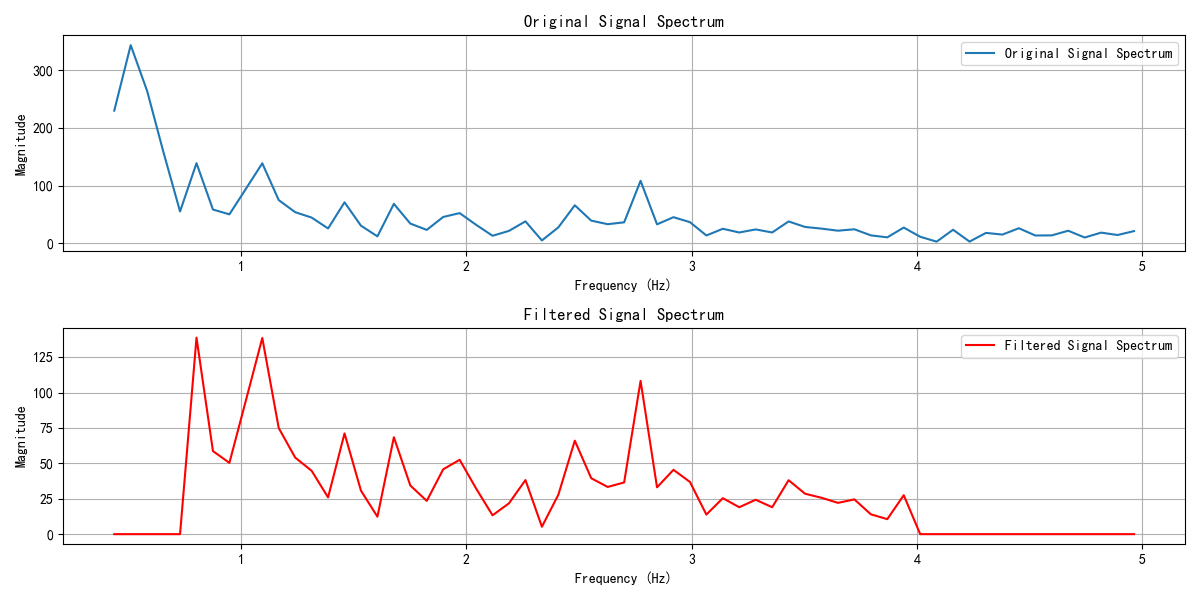 Original Signal Spectrum
Original Signal Spectrum
300
200
100
0
Magnitude
1 2 3 4 5
Frequency (Hz)
Filtered Signal Spectrum
Filtered Signal Spectrum
125
100
75
50
25
0
Magnitude
1 2 3 4 5
Frequency (Hz)